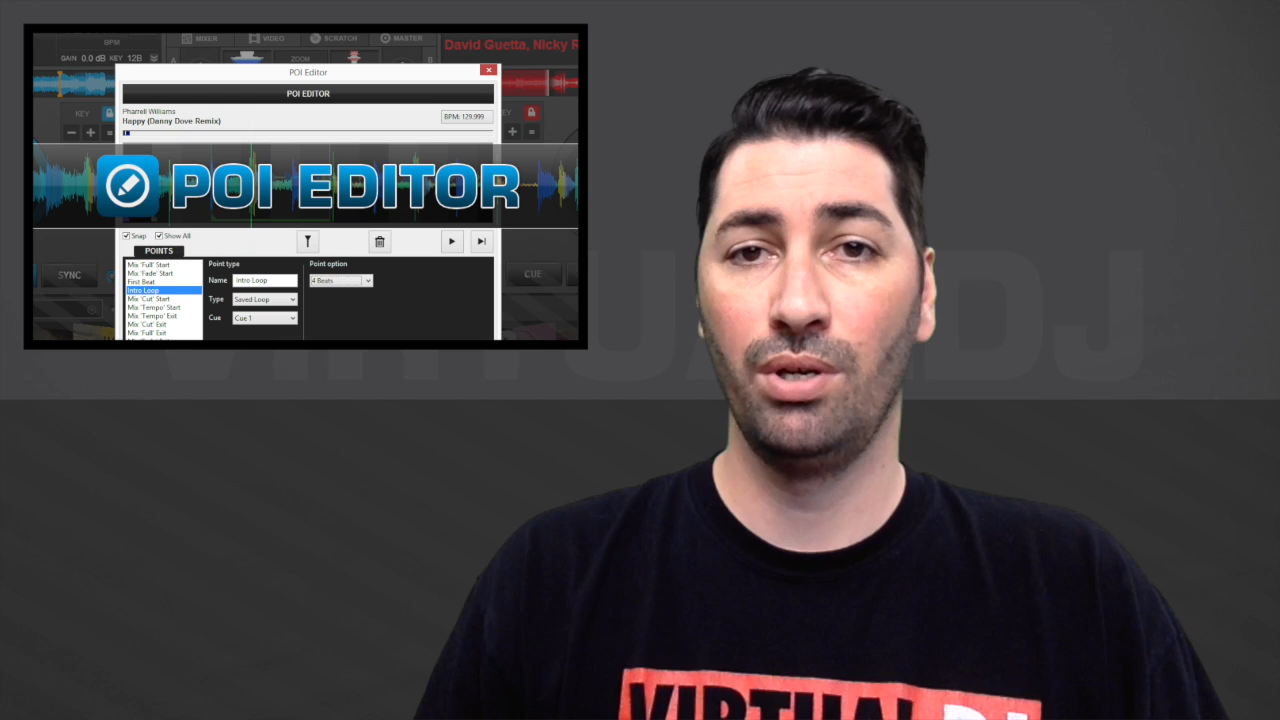 BPM
MIXER VIDEO SCRATCH MASTER
David Guetta, Nicky R
GAIN 0.0 dB KEY 12B
A ZOOM B
POI Editor
POI EDITOR
Pharrell Williams
Happy (Danny Dove Remix)
BPM: 129.999
KEY
POI EDITOR
Snap Show All
POINTS
Mix 'Full' Start
Mix 'Fade' Start
First Beat
Intro Loop
Mix 'Cut' Start
Mix 'Tempo' Start
Mix 'Tempo' Exit
Mix 'Cut' Exit
Mix 'Full' Exit
Point type
Name Intro Loop
Type Saved Loop
Cue Cue 1
Point option
4 Beats
SYNC
CUE
VIRTUAL DJ
VIRTUAL DJ